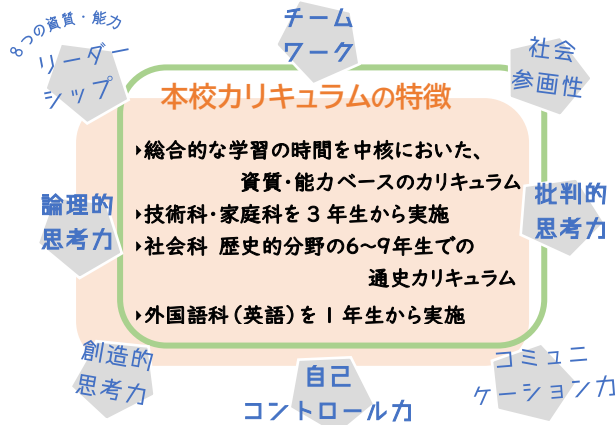 8つの資質・能力
リーダー
シップ
チーム
ワーク
社会
参画性
本校カリキュラムの特徴
総合的な学習の時間を中核においた、
資質・能力ベースのカリキュラム
技術科・家庭科を3年生から実施
社会科 歴史的分野の6～9年生での
通史カリキュラム
外国語科(英語)を1年生から実施
論理的
思考力
批判的
思考力
創造的
思考力
自己
コントロール力
コミュニ
ケーション力